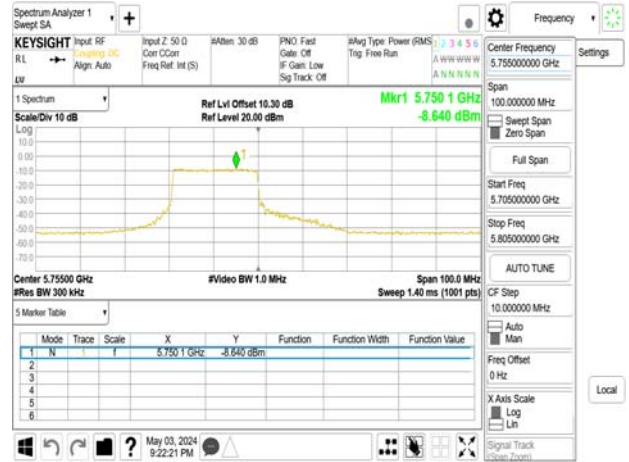 Spectrum Analyzer 1
Swept SA
+
Frequency
KEYSIGHT
RL
Input: RF
Coupling: DC
Align: Auto
Input Z: 50 Ω
Corr CCorr
Freq Ref: Int (S)
#Atten: 30 dB
PNO: Fast
Gate: Off
IF Gain: Low
Sig Track: Off
#Avg Type: Power (RMS
Trig: Free Run
1 2 3 4 5 6
A W W W W W
A N N N N N
Center Frequency
5.755000000 GHz
Settings
Span
100.000000 MHz
Swept Span
Zero Span
Full Span
Start Freq
5.705000000 GHz
Stop Freq
5.805000000 GHz
AUTO TUNE
CF Step
10.000000 MHz
Auto
Man
Freq Offset
0 Hz
X Axis Scale
Log
Lin
Signal Track
(Span Zoom)
Local
1 Spectrum
Scale/Div 10 dB
Ref Lvl Offset 10.30 dB
Ref Level 20.00 dBm
Mkr1 5.750 1 GHz
-8.640 dBm
Log
10.0
0.00
-10.0
-20.0
-30.0
-40.0
-50.0
-60.0
-70.0
1
Center 5.75500 GHz
#Video BW 1.0 MHz
Span 100.0 MHz
#Res BW 300 kHz
Sweep 1.40 ms (1001 pts)
5 Marker Table
Mode Trace Scale X Y Function Function Width Function Value
1 N 1 f 5.750 1 GHz -8.640 dBm
2
3
4
5
6
?
May 03, 2024
9:22:21 PM